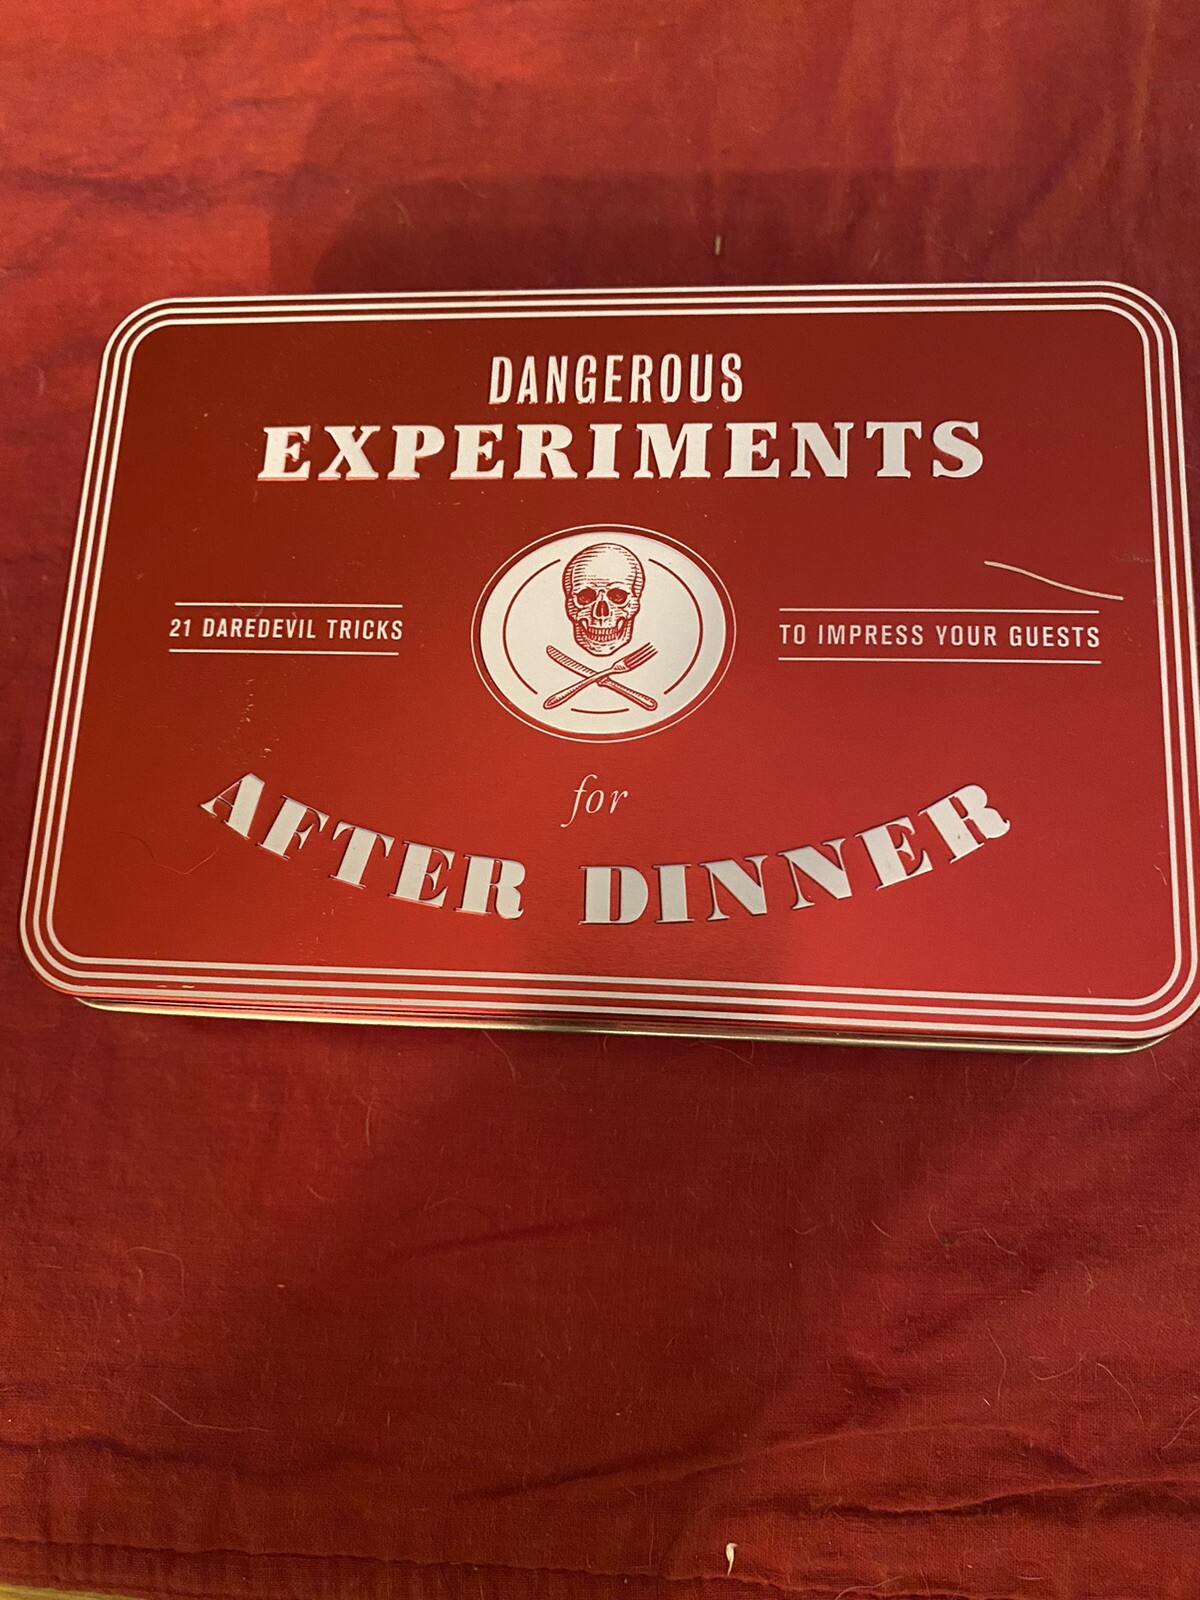 DANGEROUS
EXPERIMENTS
21 DAREDEVIL TRICKS
TO IMPRESS YOUR GUESTS
for
AFTER DINNER